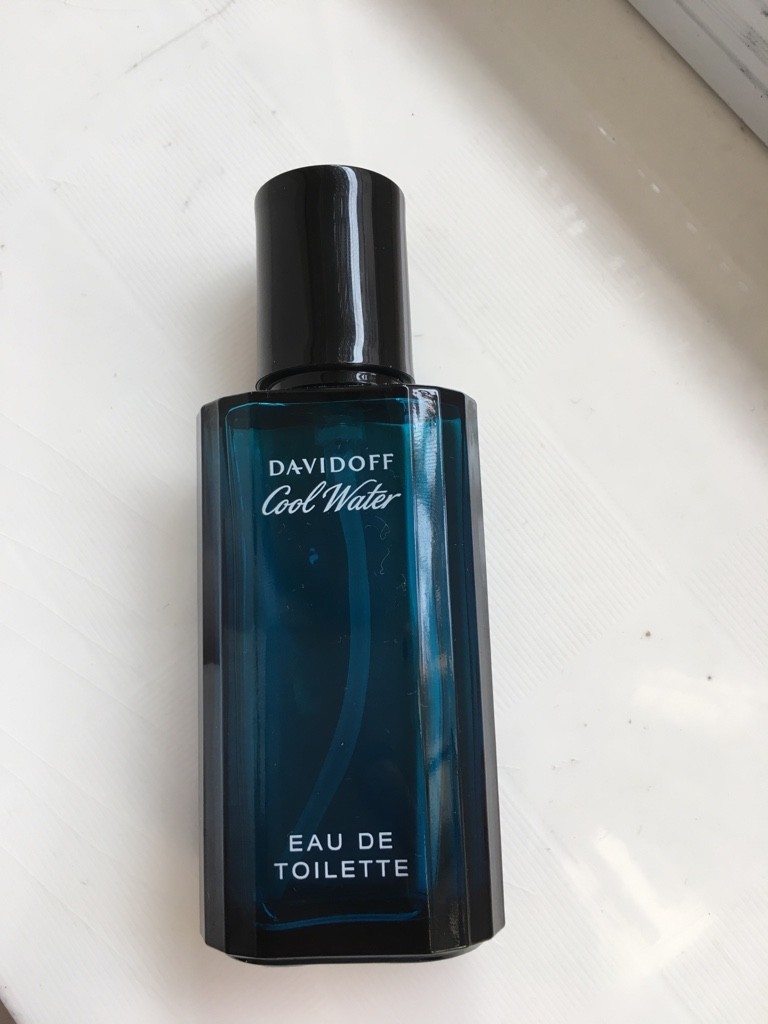 DAVIDOFF
Cool Water
EAU DE
TOILETTE